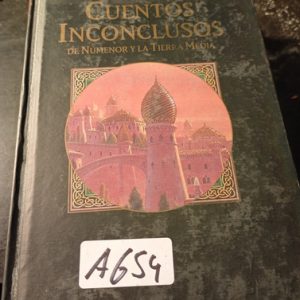 CUENTOS
INCONCLUSOS
DE NÚMENOR Y LA TIERRA MEDIA
A654